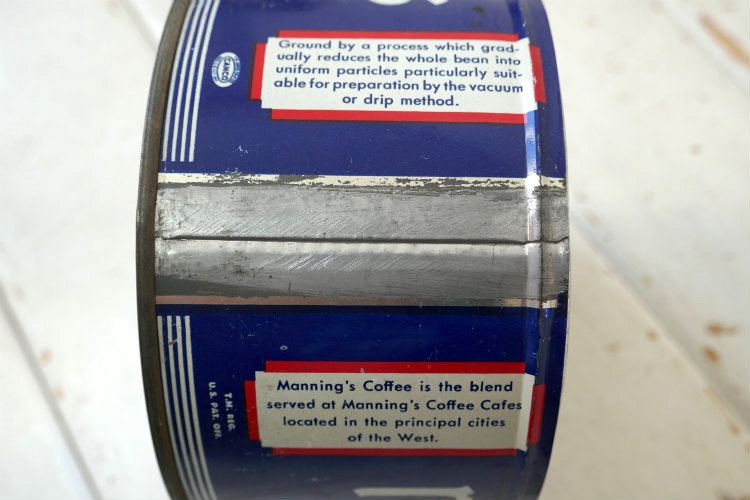 Ground by a process which grad-
ually reduces the whole bean into
uniform particles particularly suit-
able for preparation by the vacuum
or drip method.
CANCO
Manning's Coffee is the blend
served at Manning's Coffee Cafes
located in the principal cities
of the West.
T.M. REG.
U.S. PAT. OFF.